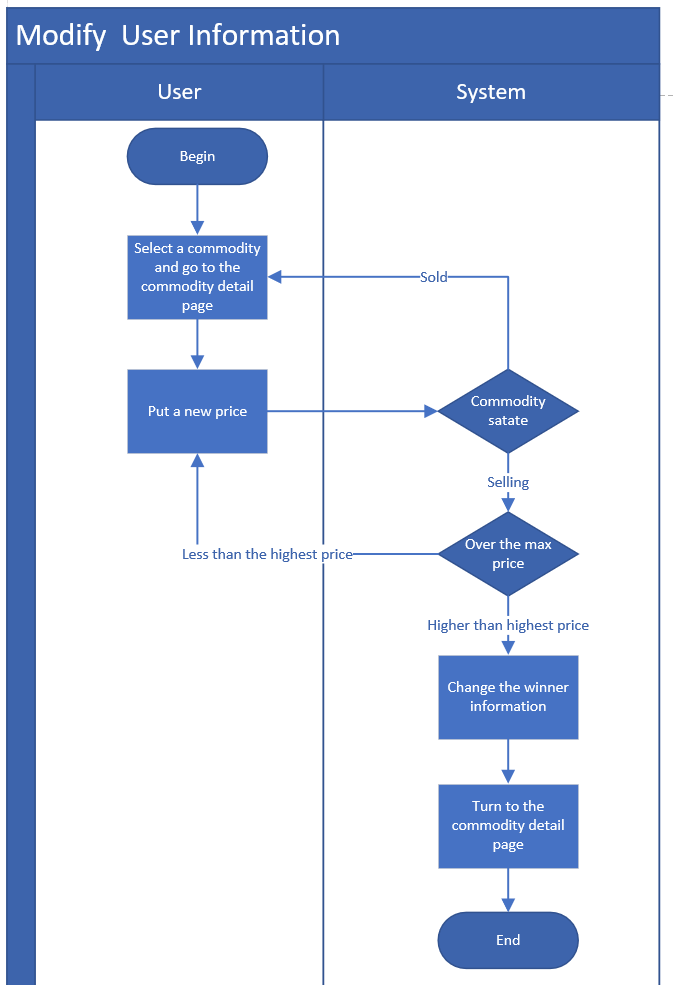 Modify  User Information
User
System
Begin
Select a commodity
and go to the
commodity detail
page
Sold
Put a new price
Commodity
satate
Selling
Less than the highest price
Over the max
price
Higher than highest price
Change the winner
information
Turn to the
commodity detail
page
End